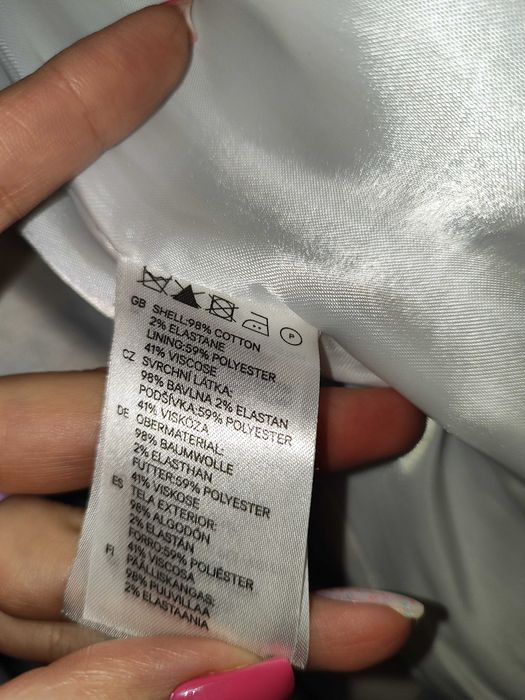 P
GB SHELL:98% COTTON
2% ELASTANE
LINING:59% POLYESTER
41% VISCOSE
CZ SVRCHNÍ LÁTKA:
98% BAVLNA 2% ELASTAN
PODŠÍVKA:59% POLYESTER
41% VISKÓZA
DE OBERMATERIAL:
98% BAUMWOLLE
2% ELASTHAN
FUTTER:59% POLYESTER
41% VISKOSE
ES TELA EXTERIOR:
98% ALGODÓN
2% ELASTÁN
FORRO:59% POLIÉSTER
41% VISCOSA
FI PÄÄLLISKANGAS:
98% PUUVILLAA
2% ELASTAANIA